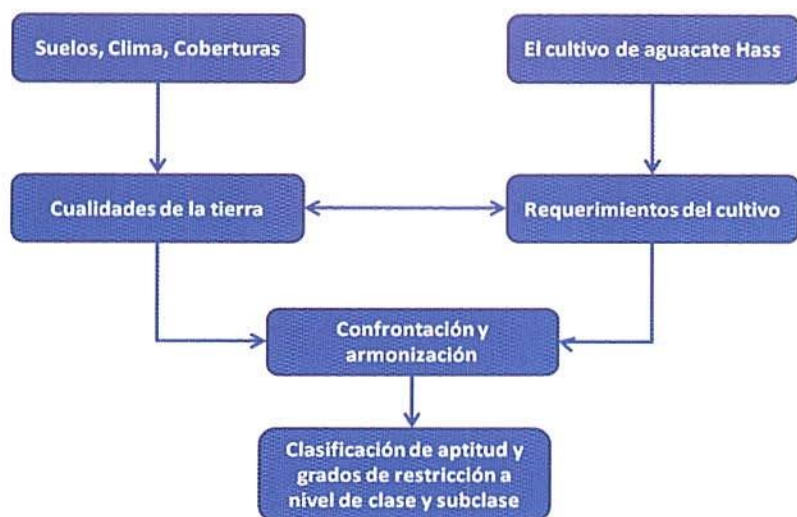 Suelos, Clima, Coberturas
El cultivo de aguacate Hass
Cualidades de la tierra
Requerimientos del cultivo
Confrontación y
armonización
Clasificación de aptitud y
grados de restricción a
nivel de clase y subclase